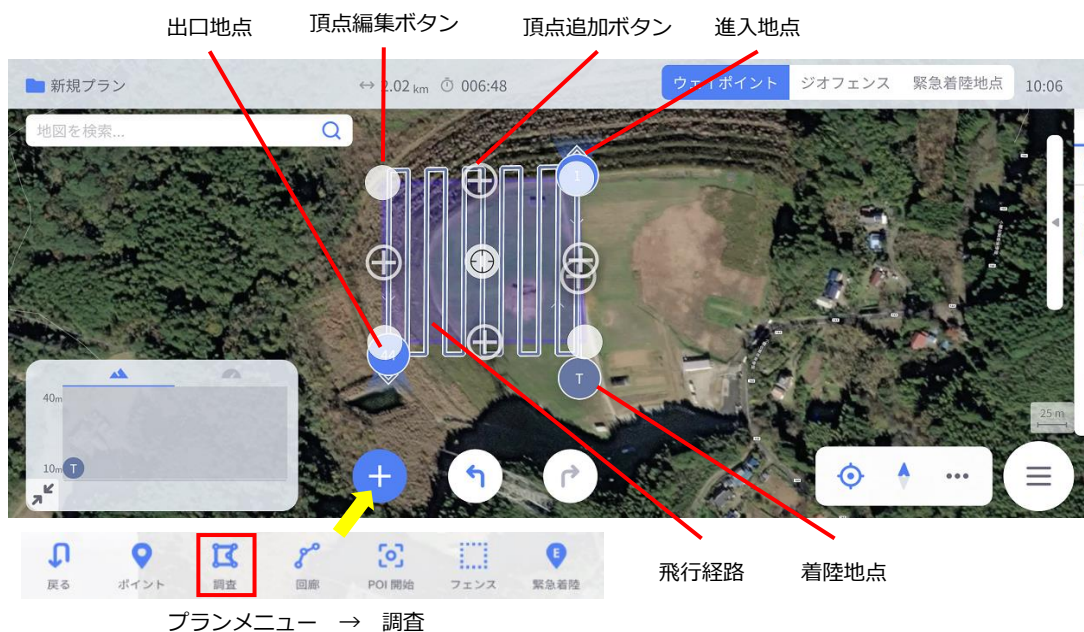 出口地点 頂点編集ボタン 頂点追加ボタン 進入地点
新規プラン 2.02 km 006:48 ウェイポイント ジオフェンス 緊急着陸地点 10:06
地図を検索...
1
44
T
40m
10m T
25 m
E
戻る ポイント 調査 回廊 POI 開始 フェンス 緊急着陸
飛行経路 着陸地点
プランメニュー → 調査